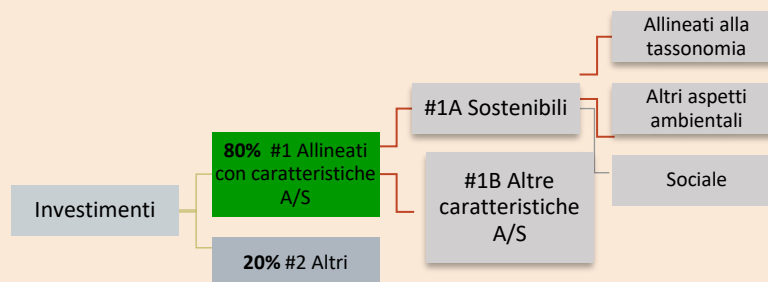 Investimenti
80% #1 Allineati
con caratteristiche
A/S
20% #2 Altri
#1A Sostenibili
#1B Altre
caratteristiche
A/S
Allineati alla
tassonomia
Altri aspetti
ambientali
Sociale